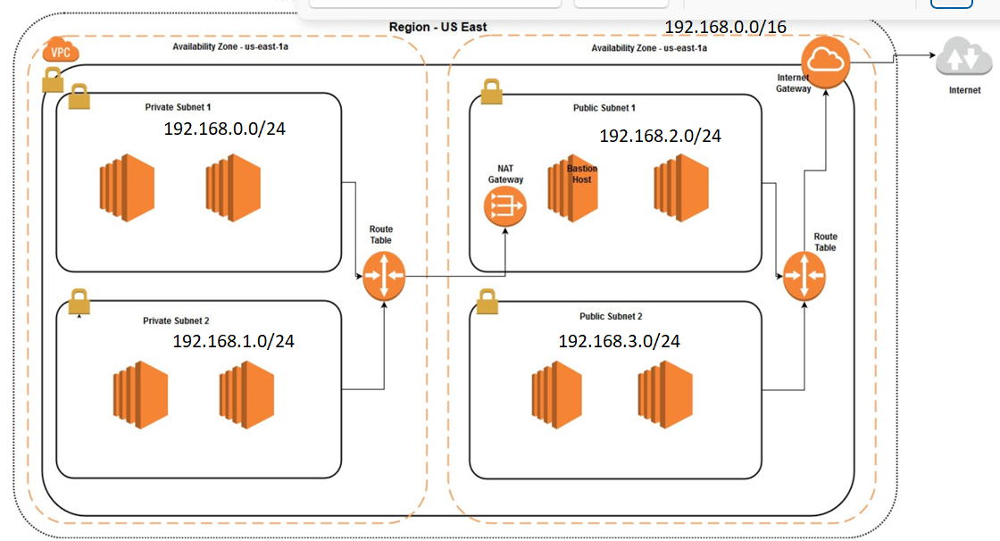 Region - US East
192.168.0.0/16
VPC
Availability Zone - us-east-1a
Availability Zone - us-east-1a
Internet
Gateway
Internet
Private Subnet 1
192.168.0.0/24
Public Subnet 1
192.168.2.0/24
NAT
Gateway
Bastion
Host
Route
Table
Route
Table
Private Subnet 2
192.168.1.0/24
Public Subnet 2
192.168.3.0/24